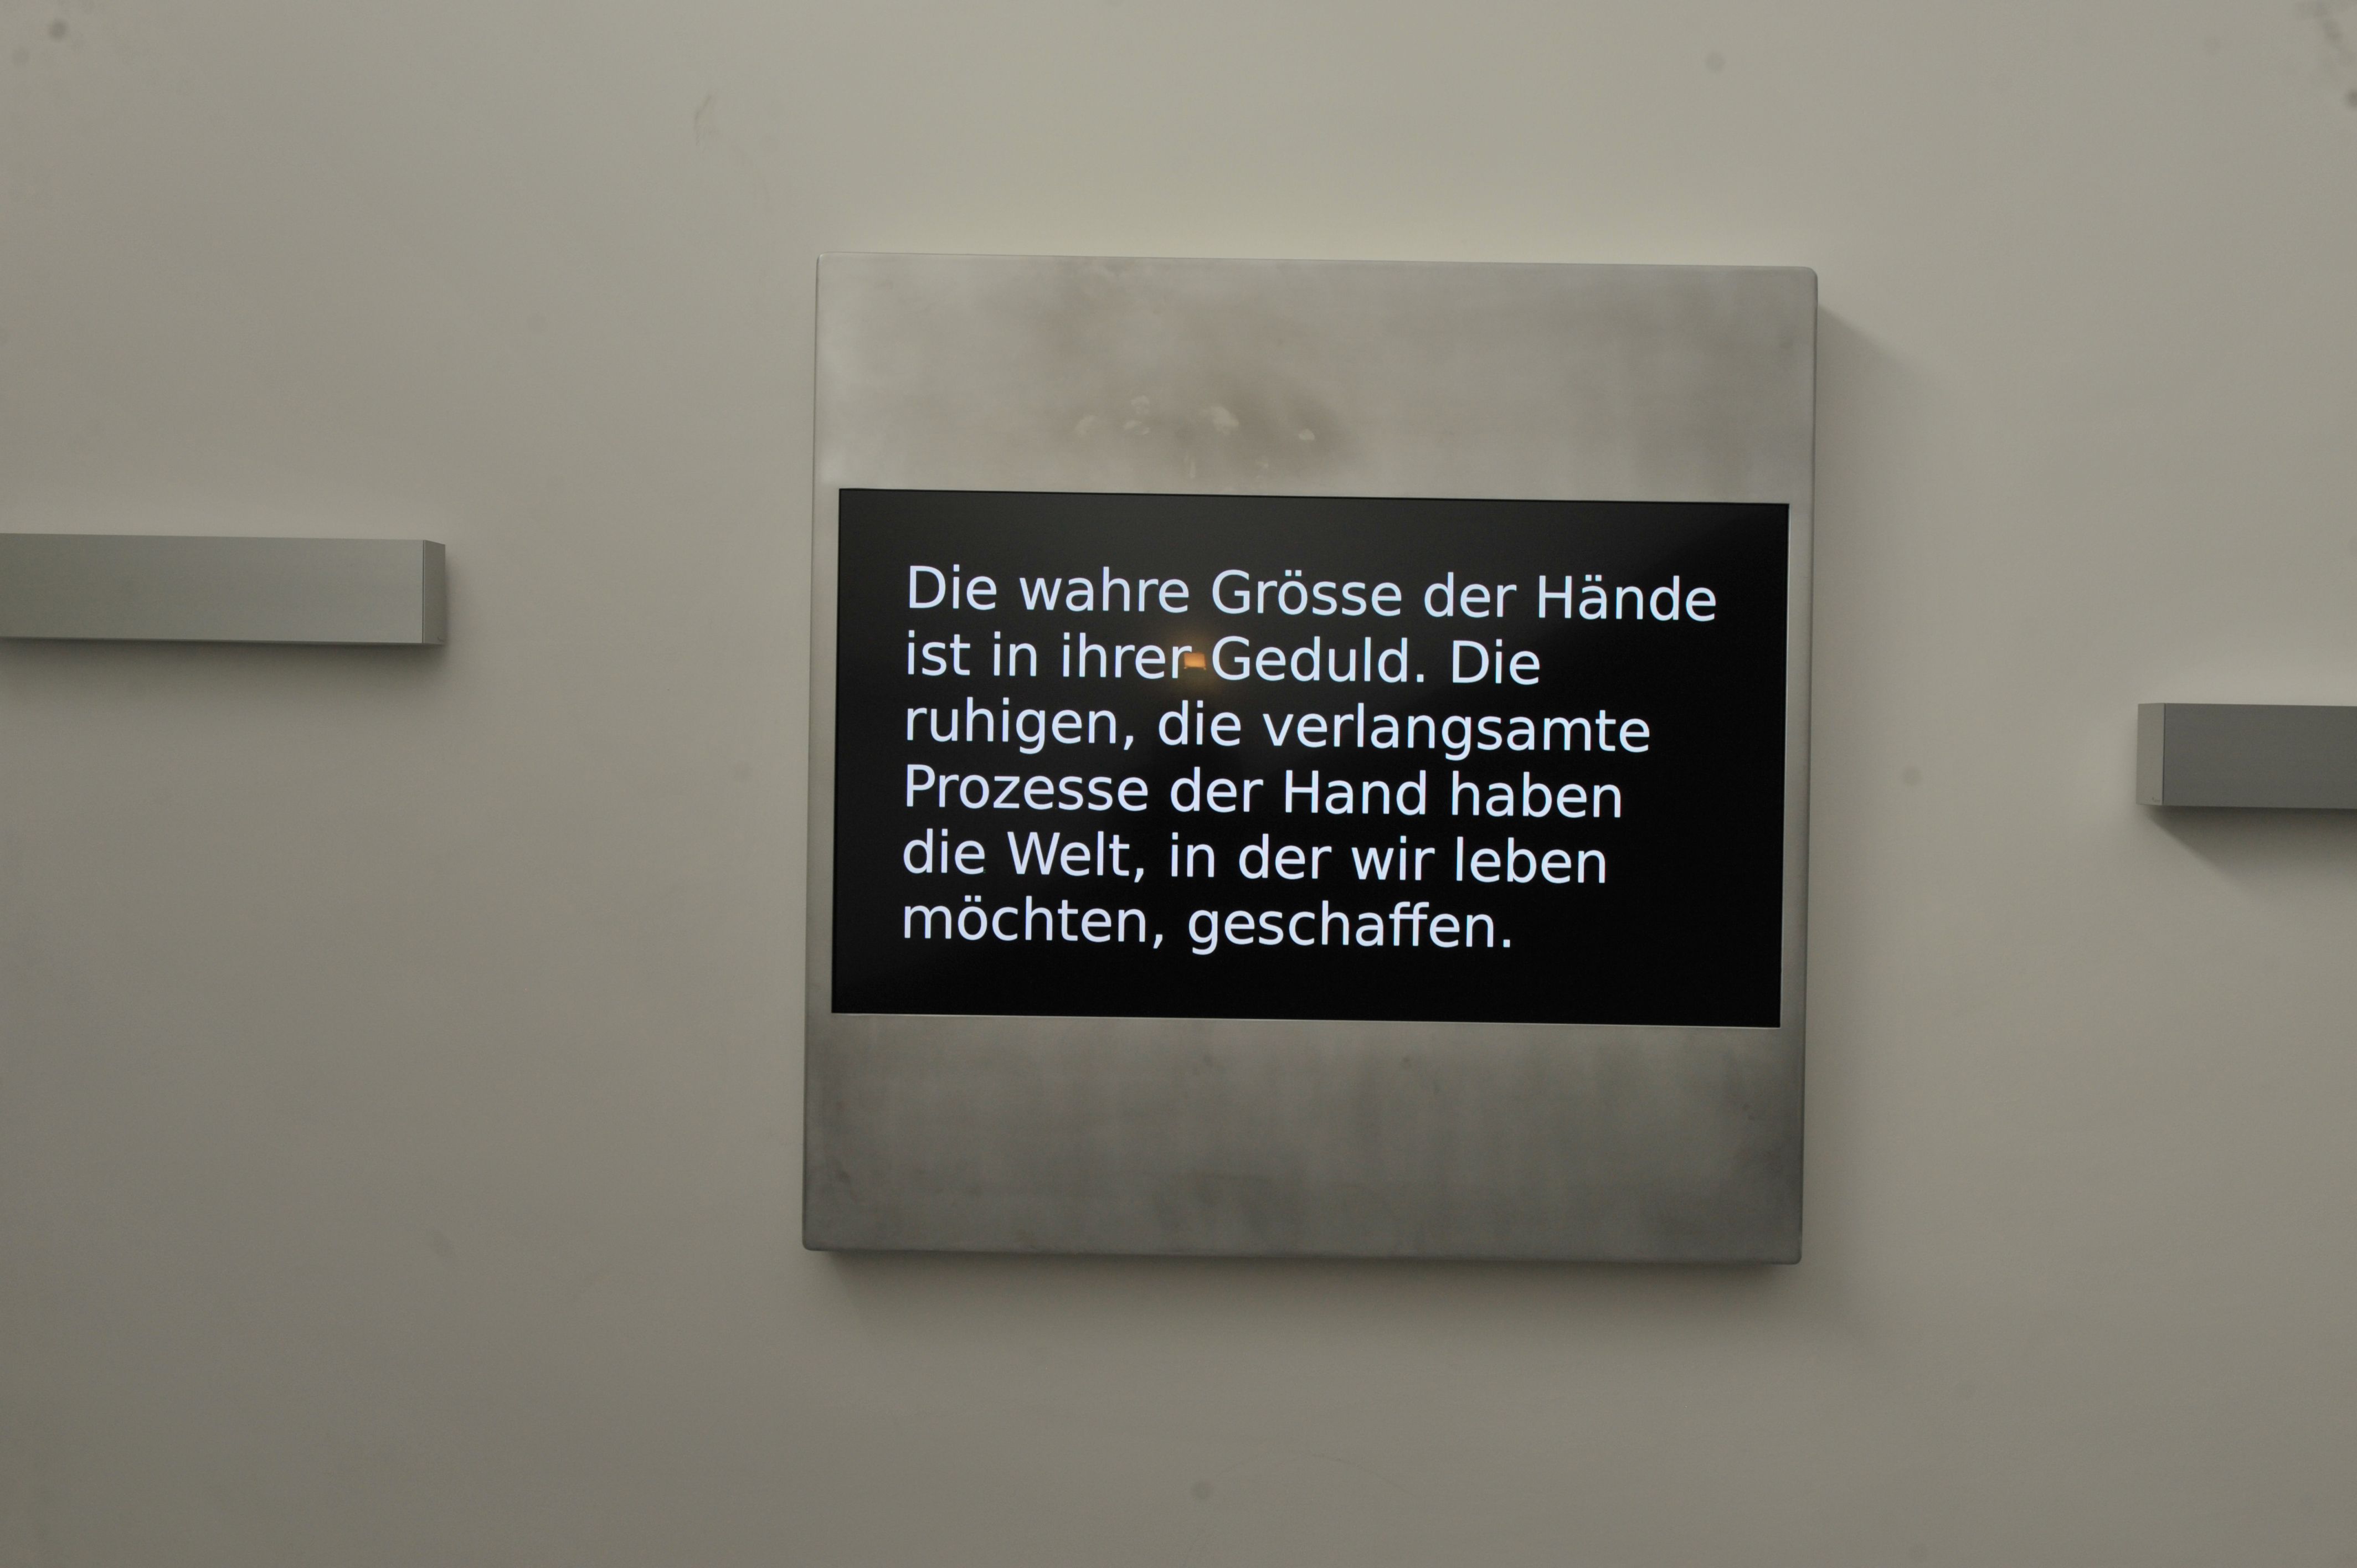 Die wahre Grösse der Hände
ist in ihrer Geduld. Die
ruhigen, die verlangsamte
Prozesse der Hand haben
die Welt, in der wir leben
möchten, geschaffen.